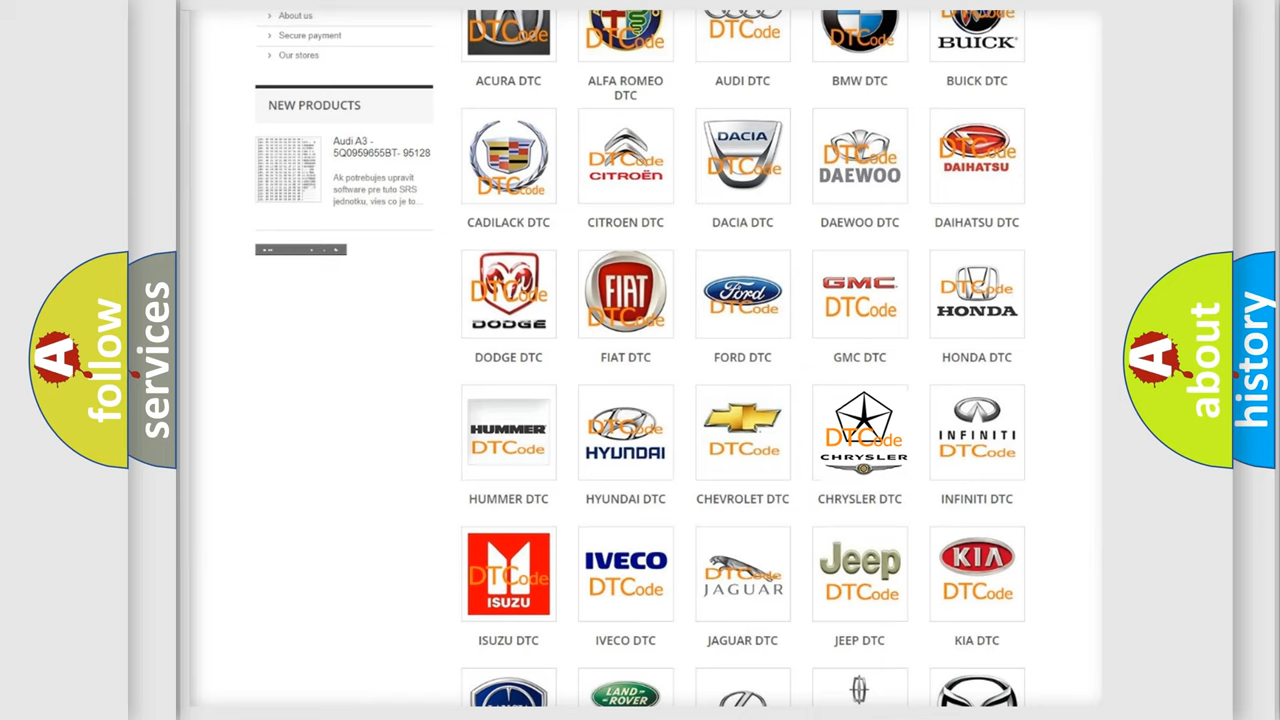 About us
Secure payment
Our stores
NEW PRODUCTS
Audi A3 -
5Q0959655BT- 95128
Ak potrebujes upravit
software pre tuto SRS
jednotku, vies co je to...
DTCode
DTCode
DTCode
DTCode
BUICK
ACURA DTC
ALFA ROMEO
DTC
AUDI DTC
BMW DTC
BUICK DTC
DTCode
DTCode
CITROËN
DACIA
DTCode
DTCode
DAEWOO
DTCode
DAIHATSU
CADILACK DTC
CITROEN DTC
DACIA DTC
DAEWOO DTC
DAIHATSU DTC
DTCode
DODGE
FIAT
DTCode
Ford
DTCode
GMC
DTCode
DTCode
HONDA
DODGE DTC
FIAT DTC
FORD DTC
GMC DTC
HONDA DTC
HUMMER
DTCode
DTCode
HYUNDAI
DTCode
DTCode
CHRYSLER
INFINITI
DTCode
HUMMER DTC
HYUNDAI DTC
CHEVROLET DTC
CHRYSLER DTC
INFINITI DTC
DTCode
ISUZU
IVECO
DTCode
DTCode
JAGUAR
Jeep
DTCode
KIA
DTCode
ISUZU DTC
IVECO DTC
JAGUAR DTC
JEEP DTC
KIA DTC
LAND-
ROVER
A
follow
services
A
about
history